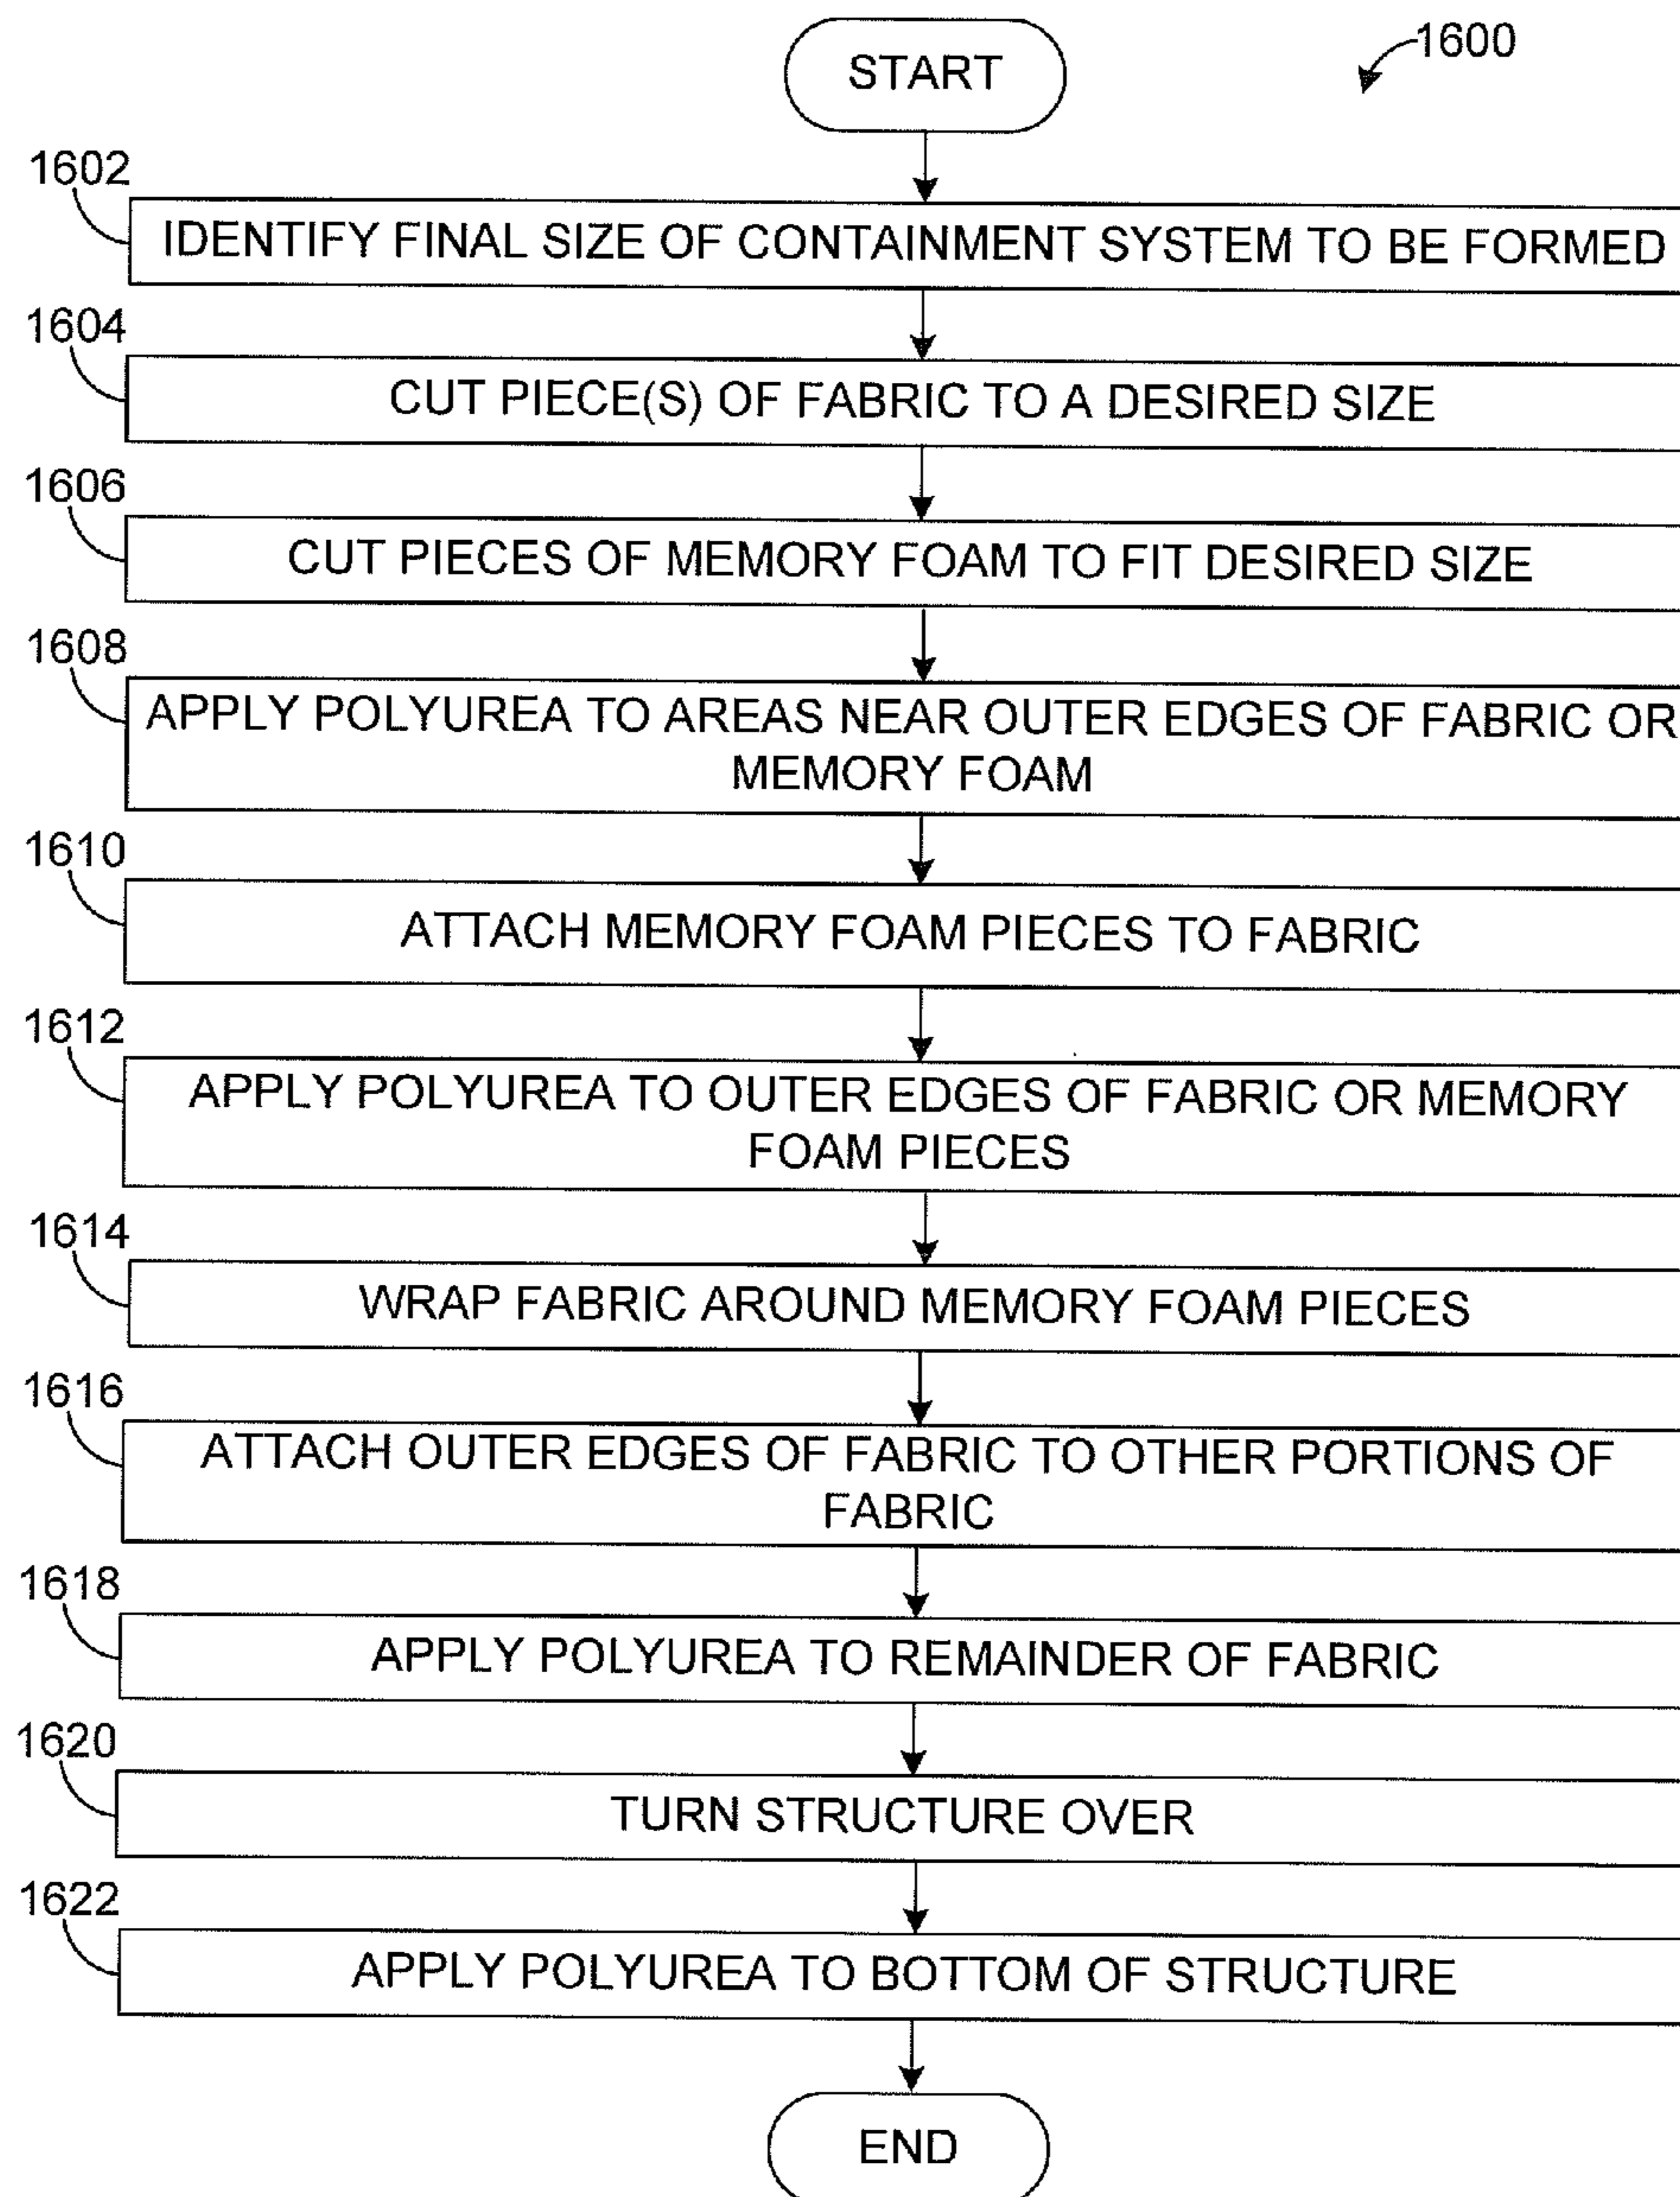 START
1600
1602
IDENTIFY FINAL SIZE OF CONTAINMENT SYSTEM TO BE FORMED
1604
CUT PIECE(S) OF FABRIC TO A DESIRED SIZE
1606
CUT PIECES OF MEMORY FOAM TO FIT DESIRED SIZE
1608
APPLY POLYUREA TO AREAS NEAR OUTER EDGES OF FABRIC OR
MEMORY FOAM
1610
ATTACH MEMORY FOAM PIECES TO FABRIC
1612
APPLY POLYUREA TO OUTER EDGES OF FABRIC OR MEMORY
FOAM PIECES
1614
WRAP FABRIC AROUND MEMORY FOAM PIECES
1616
ATTACH OUTER EDGES OF FABRIC TO OTHER PORTIONS OF
FABRIC
1618
APPLY POLYUREA TO REMAINDER OF FABRIC
1620
TURN STRUCTURE OVER
1622
APPLY POLYUREA TO BOTTOM OF STRUCTURE
END